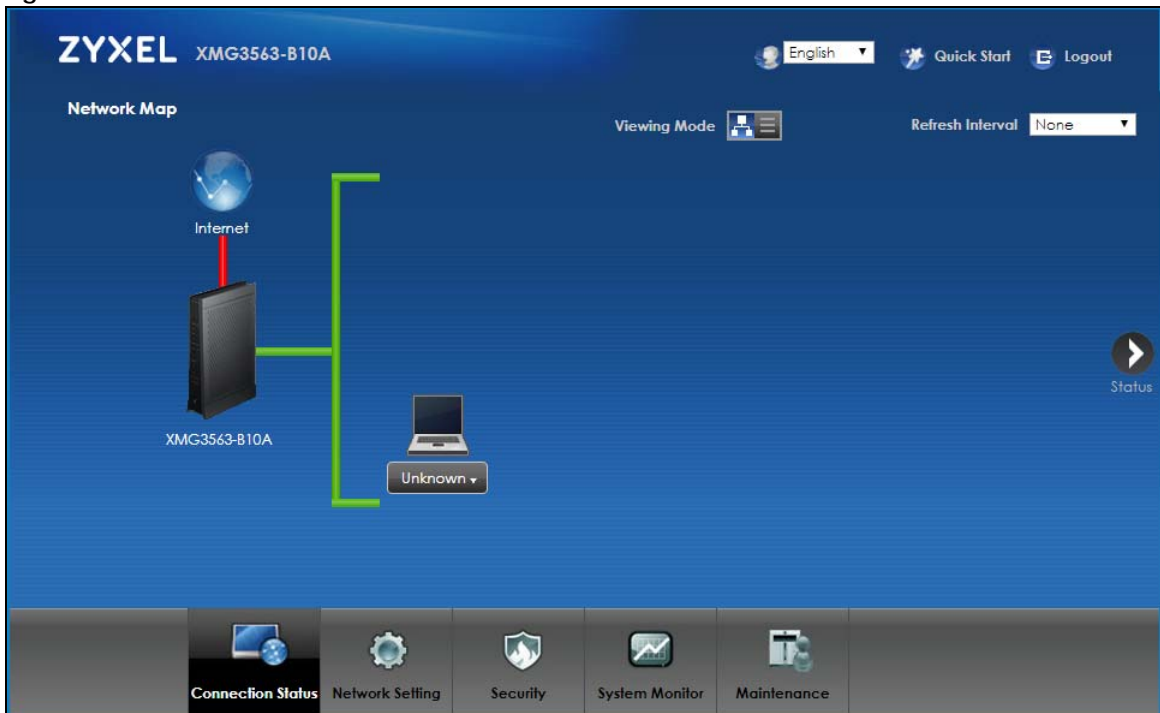 ZYXEL XMG3563-B10A
English
Quick Start
Logout
Network Map
Viewing Mode
Refresh Interval
None
Internet
Status
XMG3563-B10A
Unknown
Connection Status
Network Setting
Security
System Monitor
Maintenance